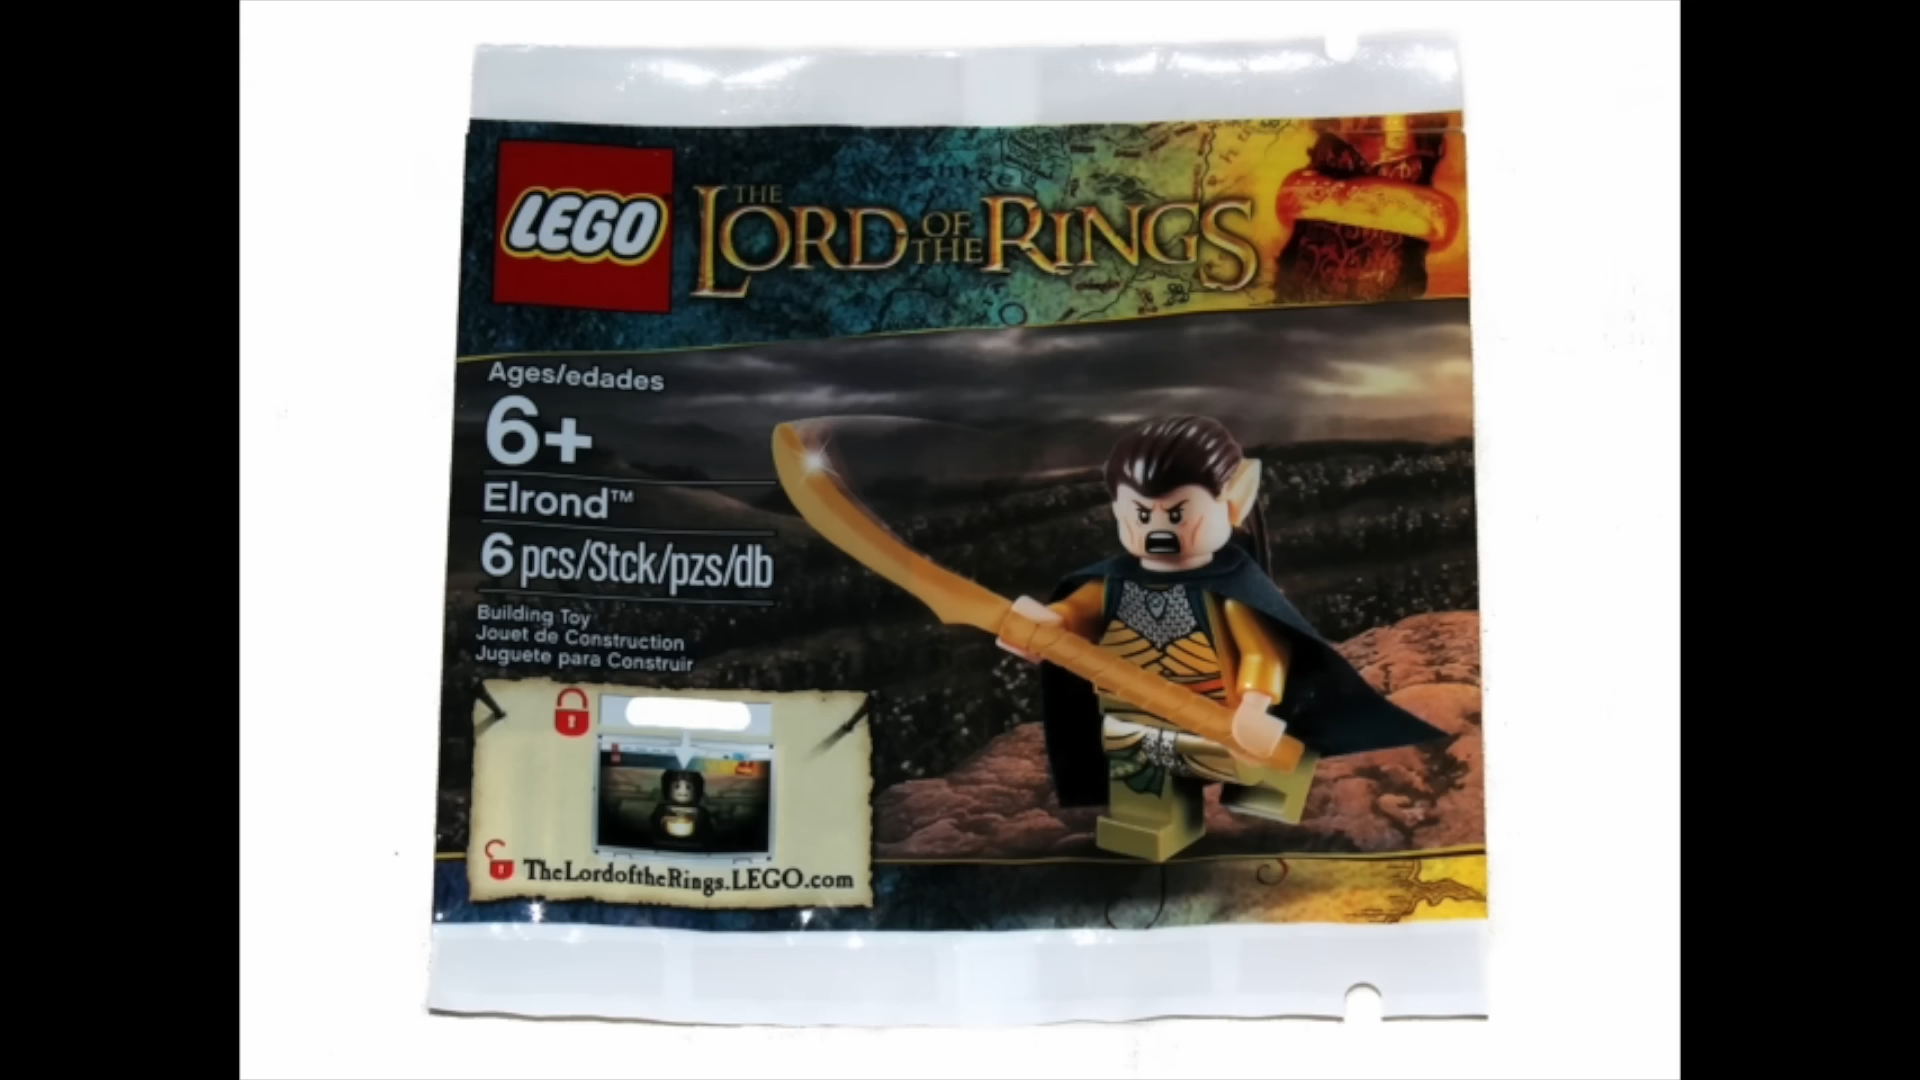 LEGO
THE LORD OF THE RINGS
Ages/edades
6+
Elrond™
6 pcs/Stck/pzs/db
Building Toy
Jouet de Construction
Juguete para Construir
TheLordoftheRings.LEGO.com